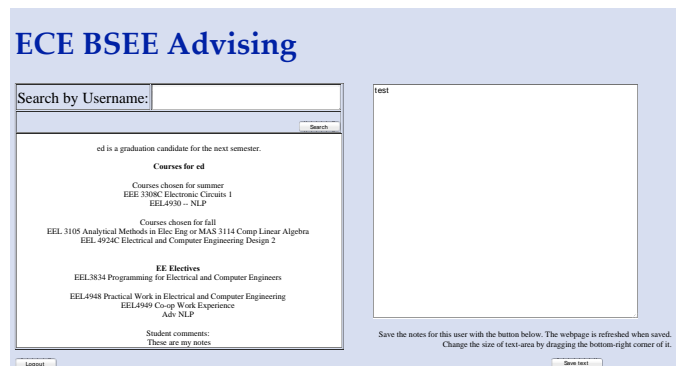 ECE BSEE Advising
Search by Username:
Search
ed is a graduation candidate for the next semester.
Courses for ed
Courses chosen for summer
EEE 3308C Electronic Circuits 1
EEL4930 -- NLP
Courses chosen for fall
EEL 3105 Analytical Methods in Elec Eng or MAS 3114 Comp Linear Algebra
EEL 4924C Electrical and Computer Engineering Design 2
EE Electives
EEL3834 Programming for Electrical and Computer Engineers
EEL4948 Practical Work in Electrical and Computer Engineering
EEL4949 Co-op Work Experience
Adv NLP
Student comments:
These are my notes
Logout
test
Save the notes for this user with the button below. The webpage is refreshed when saved.
Change the size of text-area by dragging the bottom-right corner of it.
Save text